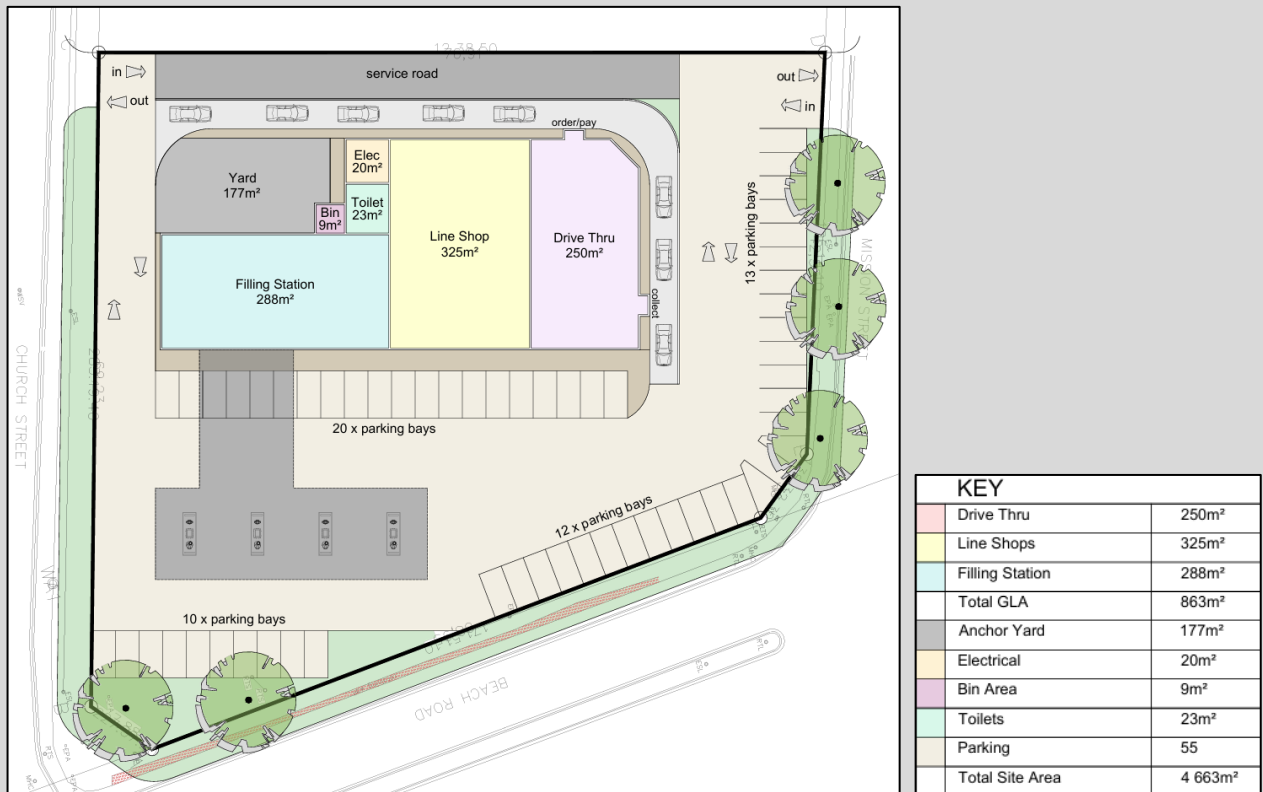 in
out
service road
out
in
order/pay
Elec
20m²
Yard
177m²
Toilet
23m²
Bin
9m²
Line Shop
325m²
Drive Thru
250m²
Filling Station
288m²
collect
13 x parking bays
MISSION STREET
CHURCH STREET
20 x parking bays
12 x parking bays
10 x parking bays
BEACH ROAD
KEY
Drive Thru 250m²
Line Shops 325m²
Filling Station 288m²
Total GLA 863m²
Anchor Yard 177m²
Electrical 20m²
Bin Area 9m²
Toilets 23m²
Parking 55
Total Site Area 4 663m²